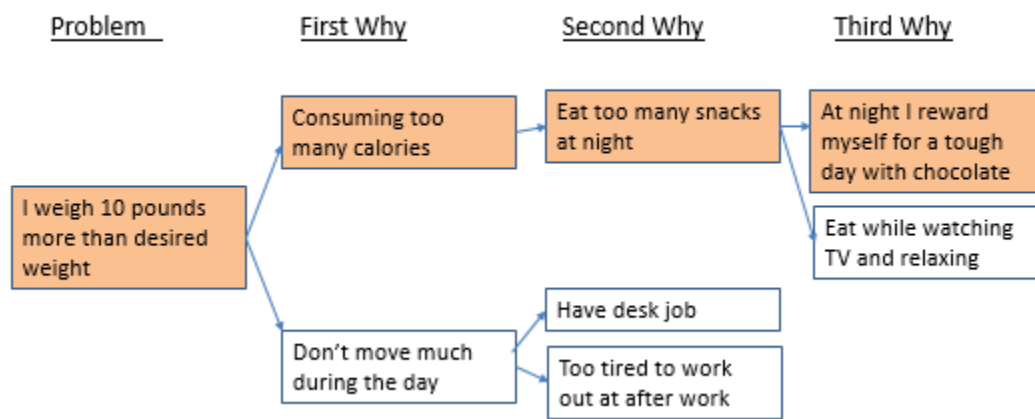 Problem
First Why
Second Why
Third Why
Consuming too
many calories
Eat too many snacks
at night
At night I reward
myself for a tough
day with chocolate
I weigh 10 pounds
more than desired
weight
Eat while watching
TV and relaxing
Have desk job
Don't move much
during the day
Too tired to work
out at after work